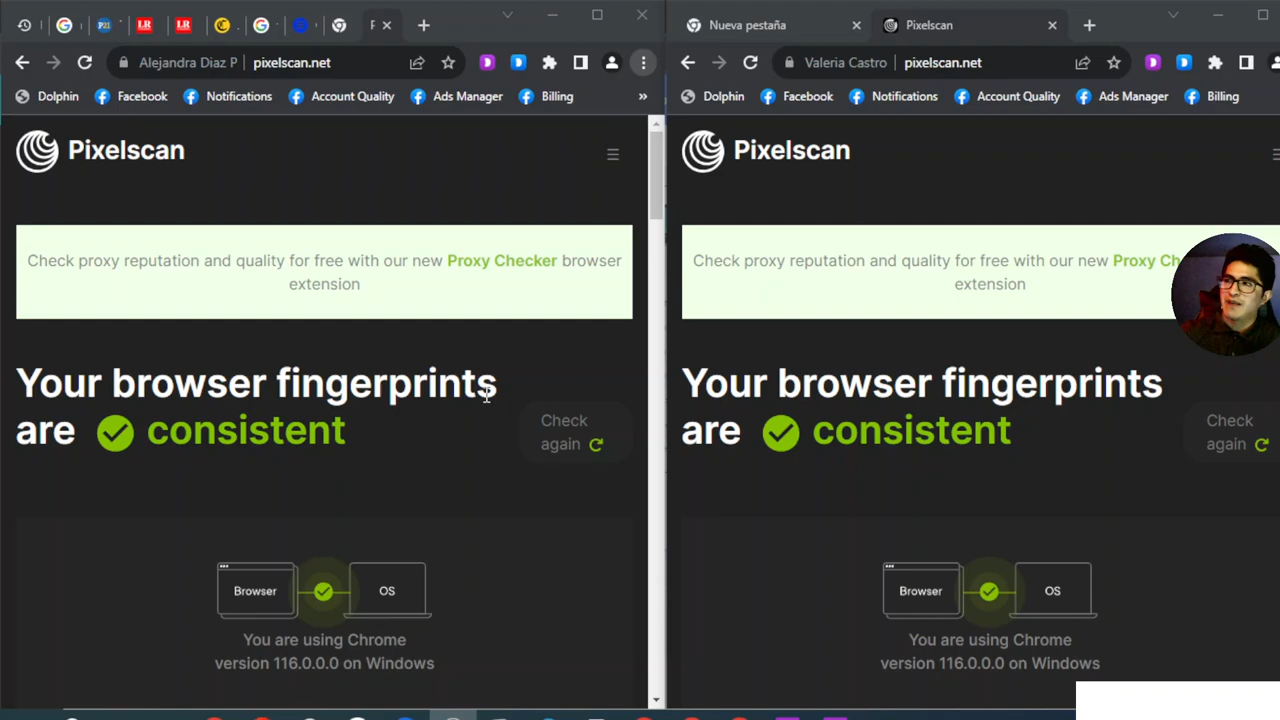 P21
LR
LR
Alejandra Diaz P
pixelscan.net
Dolphin
Facebook
Notifications
Account Quality
Ads Manager
Billing
»
Pixelscan
Check proxy reputation and quality for free with our new Proxy Checker browser
extension
Your browser fingerprints
are consistent
Check
again
Browser
OS
You are using Chrome
version 116.0.0.0 on Windows
Nueva pestaña
Pixelscan
Valeria Castro
pixelscan.net
Dolphin
Facebook
Notifications
Account Quality
Ads Manager
Billing
Pixelscan
Check proxy reputation and quality for free with our new Proxy Ch
extension
Your browser fingerprints
are consistent
Check
again
Browser
OS
You are using Chrome
version 116.0.0.0 on Windows